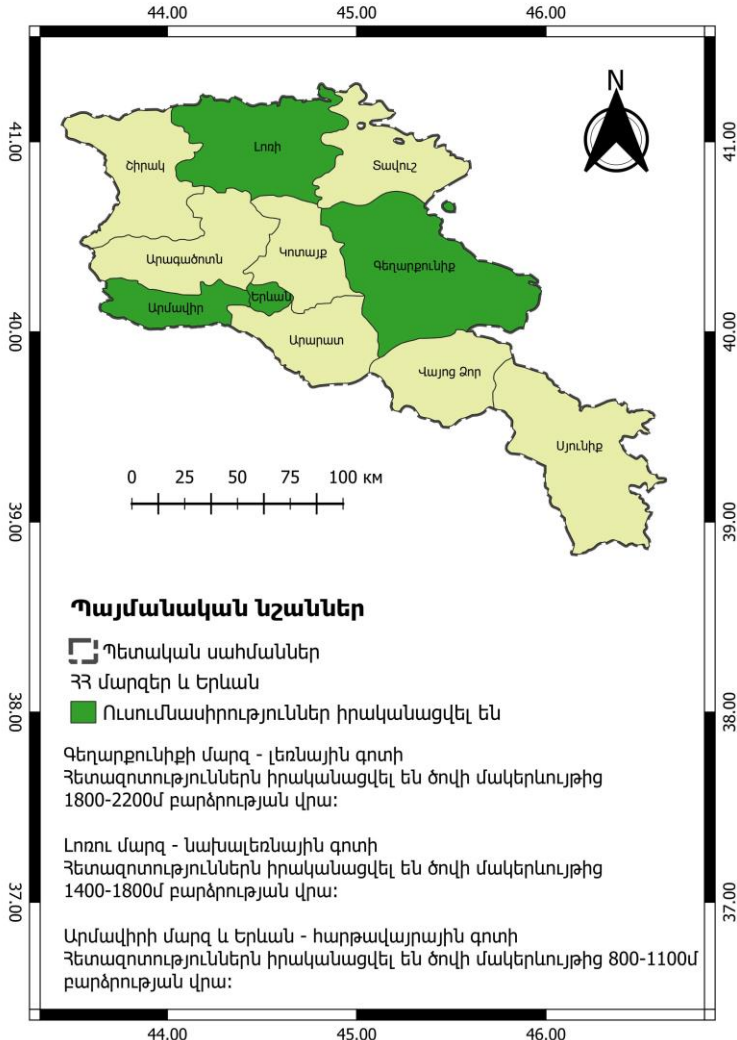 44.00 45.00 46.00
N
41.00 41.00
Շիրակ
Լոռի
Տավուշ
Արագածոտն
Կոտայք
Գեղարքունիք
Արմավիր
Երևան
40.00 40.00
Արարատ
Վայոց Ձոր
Սյունիք
0 25 50 75 100 км
39.00 39.00
Պայմանական նշաններ
Պետական սահմաններ
ՀՀ մարզեր և Երևան
Ուսումնասիրություններ իրականացվել են
38.00 38.00
Գեղարքունիքի մարզ - լեռնային գոտի
Հետազոտություններն իրականացվել են ծովի մակերևույթից
1800-2200մ բարձրության վրա:
Լոռու մարզ - նախալեռնային գոտի
Հետազոտություններն իրականացվել են ծովի մակերևույթից
1400-1800մ բարձրության վրա:
37.00 37.00
Արմավիրի մարզ և Երևան - հարթավայրային գոտի
Հետազոտություններն իրականացվել են ծովի մակերևույթից 800-1100մ
բարձրության վրա:
44.00 45.00 46.00